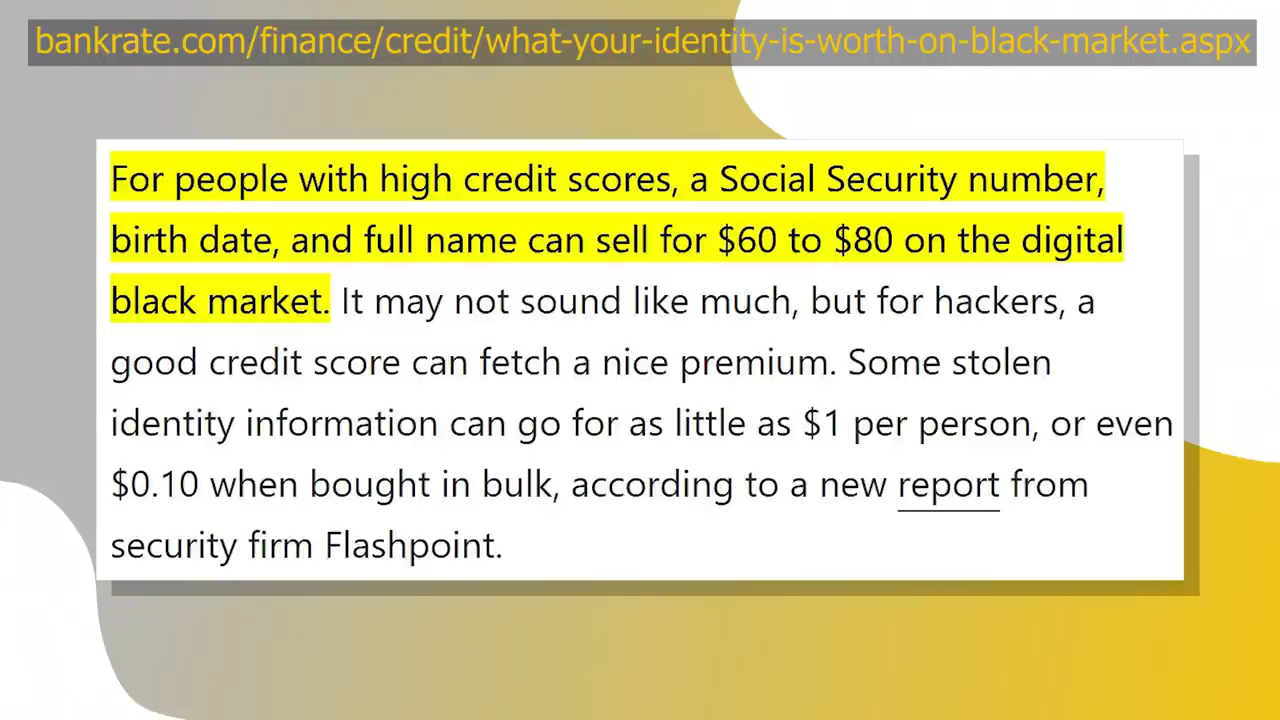 bankrate.com/finance/credit/what-your-identity-is-worth-on-black-market.aspx
For people with high credit scores, a Social Security number,
birth date, and full name can sell for $60 to $80 on the digital
black market. It may not sound like much, but for hackers, a
good credit score can fetch a nice premium. Some stolen
identity information can go for as little as $1 per person, or even
$0.10 when bought in bulk, according to a new report from
security firm Flashpoint.